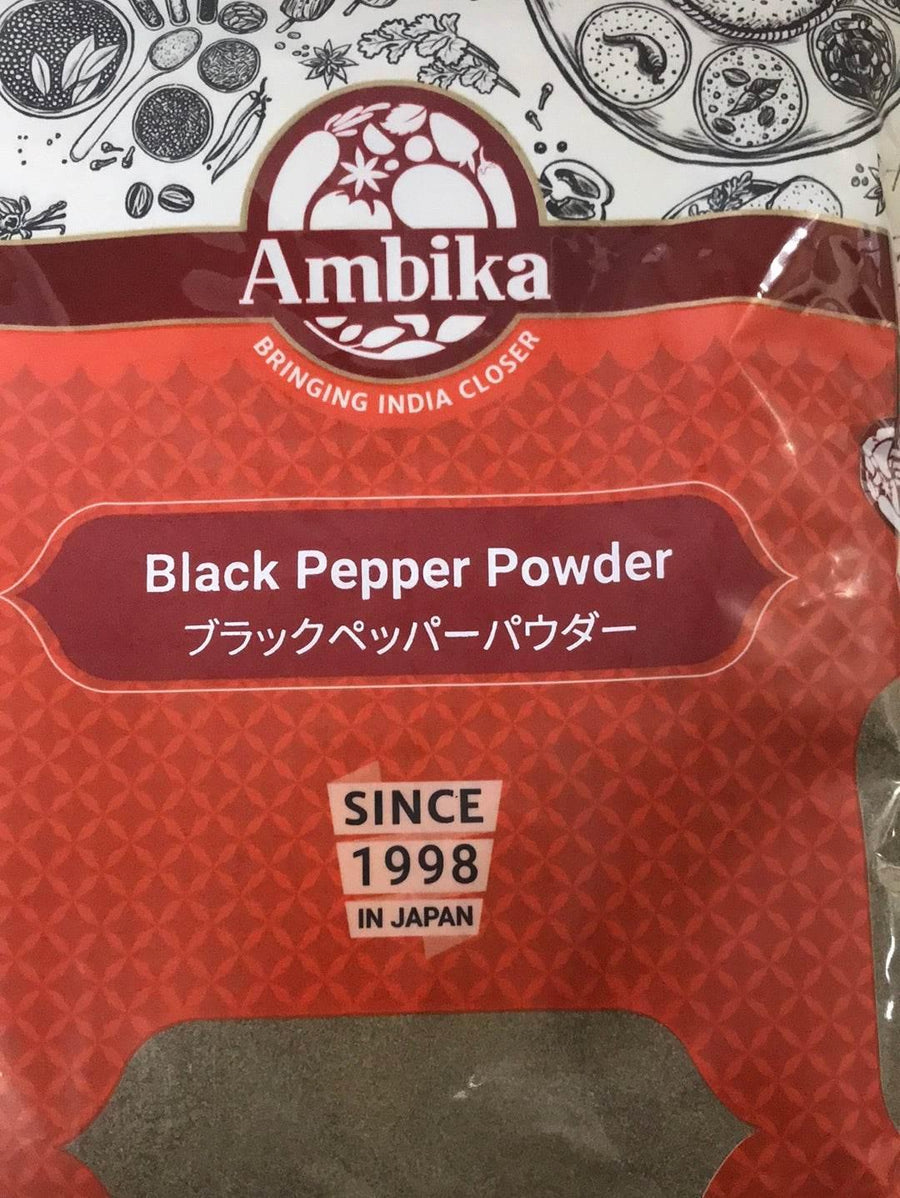 Ambika
BRINGING INDIA CLOSER
Black Pepper Powder
ブラックペッパーパウダー
SINCE
1998
IN JAPAN